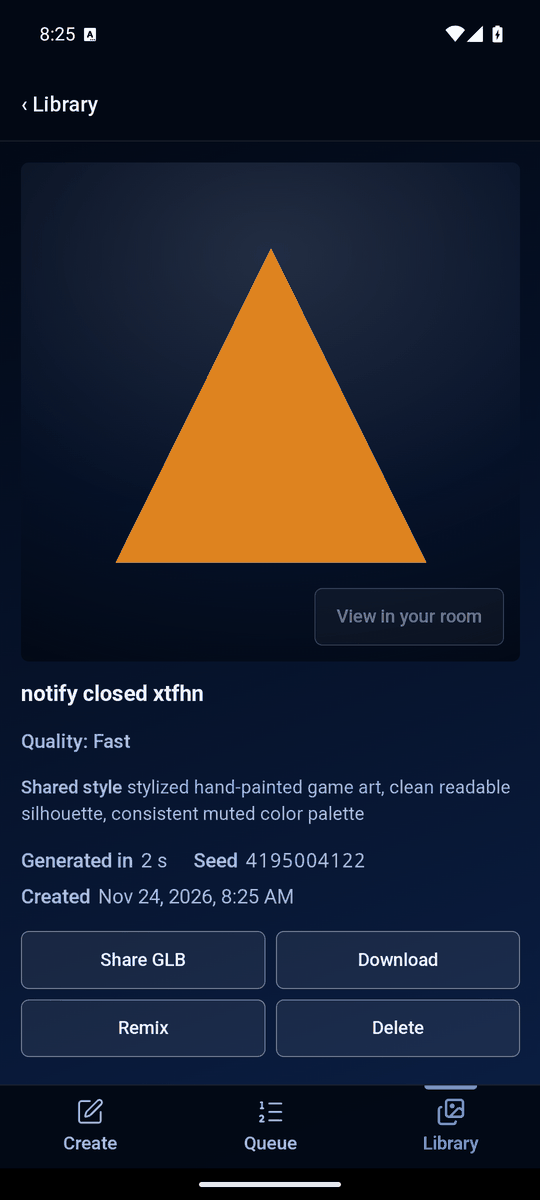 8:25
‹ Library
View in your room
notify closed xtfhn
Quality: Fast
Shared style stylized hand-painted game art, clean readable
silhouette, consistent muted color palette
Generated in 2 s Seed 4195004122
Created Nov 24, 2026, 8:25 AM
Share GLB Download
Remix Delete
Create Queue Library